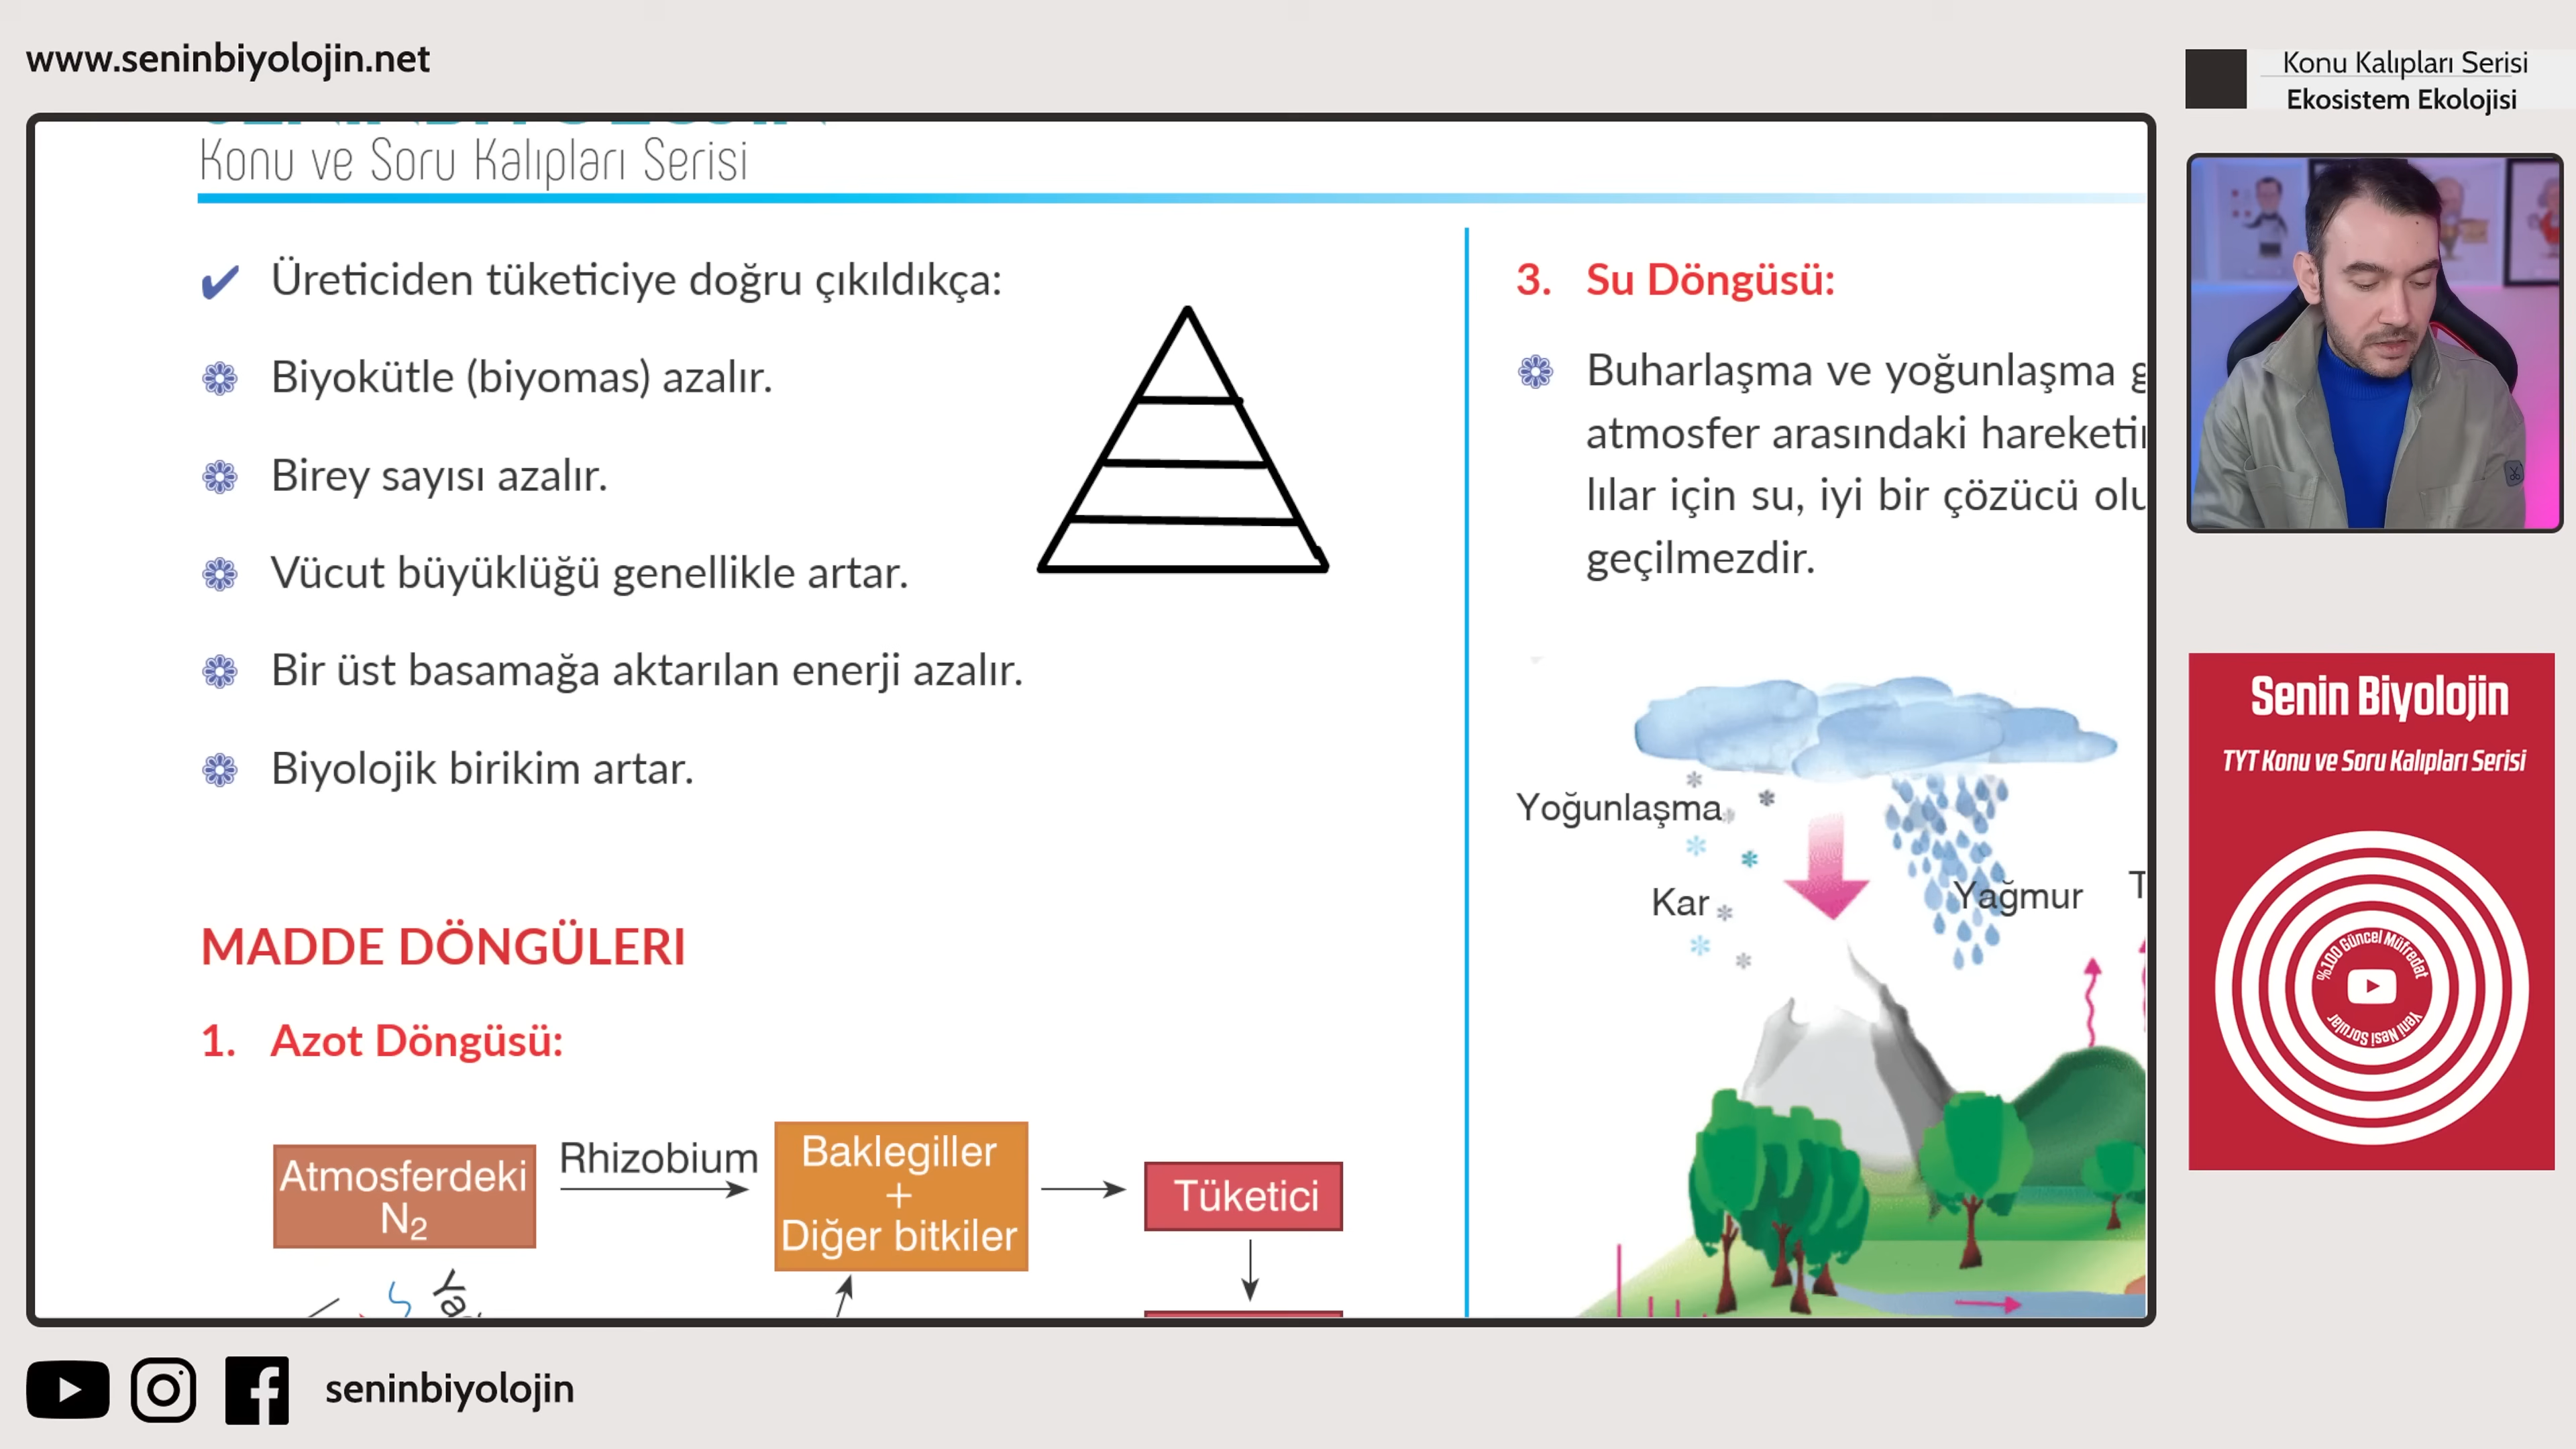 www.seninbiyolojin.net
Konu Kalıpları Serisi
Ekosistem Ekolojisi
Konu ve Soru Kalıpları Serisi
✔ Üreticiden tüketiciye doğru çıkıldıkça:
Biyokütle (biyomas) azalır.
Birey sayısı azalır.
Vücut büyüklüğü genellikle artar.
Bir üst basamağa aktarılan enerji azalır.
Biyolojik birikim artar.
MADDE DÖNGÜLERI
1. Azot Döngüsü:
Atmosferdeki
N₂
Rhizobium
Baklegiller
+
Diğer bitkiler
Tüketici
3. Su Döngüsü:
Buharlaşma ve yoğunlaşma
atmosfer arasındaki
lılar için su, iyi bir çözücü
geçilmezdir.
Yoğunlaşma
Kar
Yağmur
Senin Biyolojin
TYT Konu ve Soru Kalıpları Serisi
%100 Güncel Müfredat
Yeni Nesil Sorular
seninbiyolojin